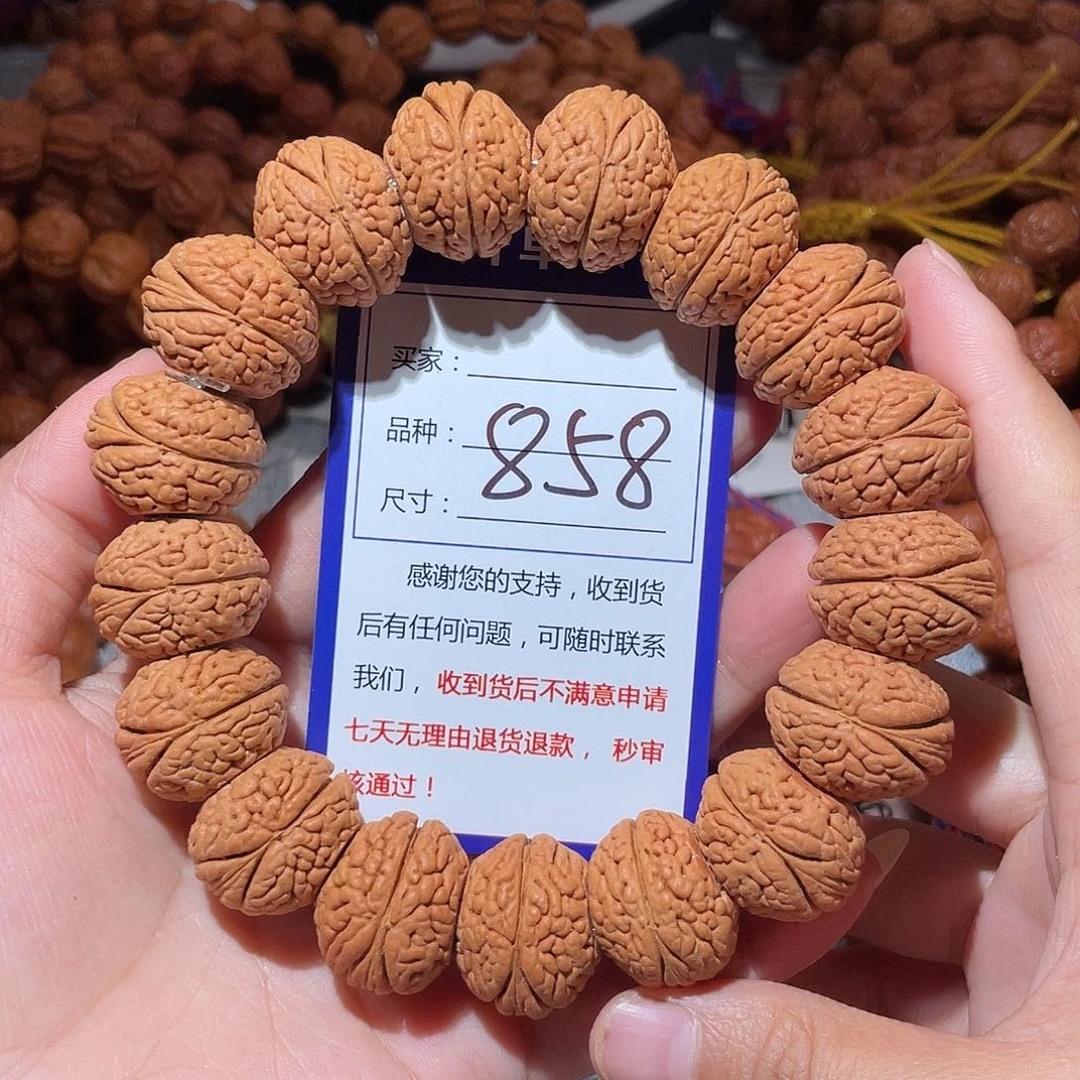 买家：
品种：
858
尺寸：
感谢您的支持，收到货
后有任何问题，可随时联系
我们，收到货后不满意申请
七天无理由退货退款，秒审
核通过！